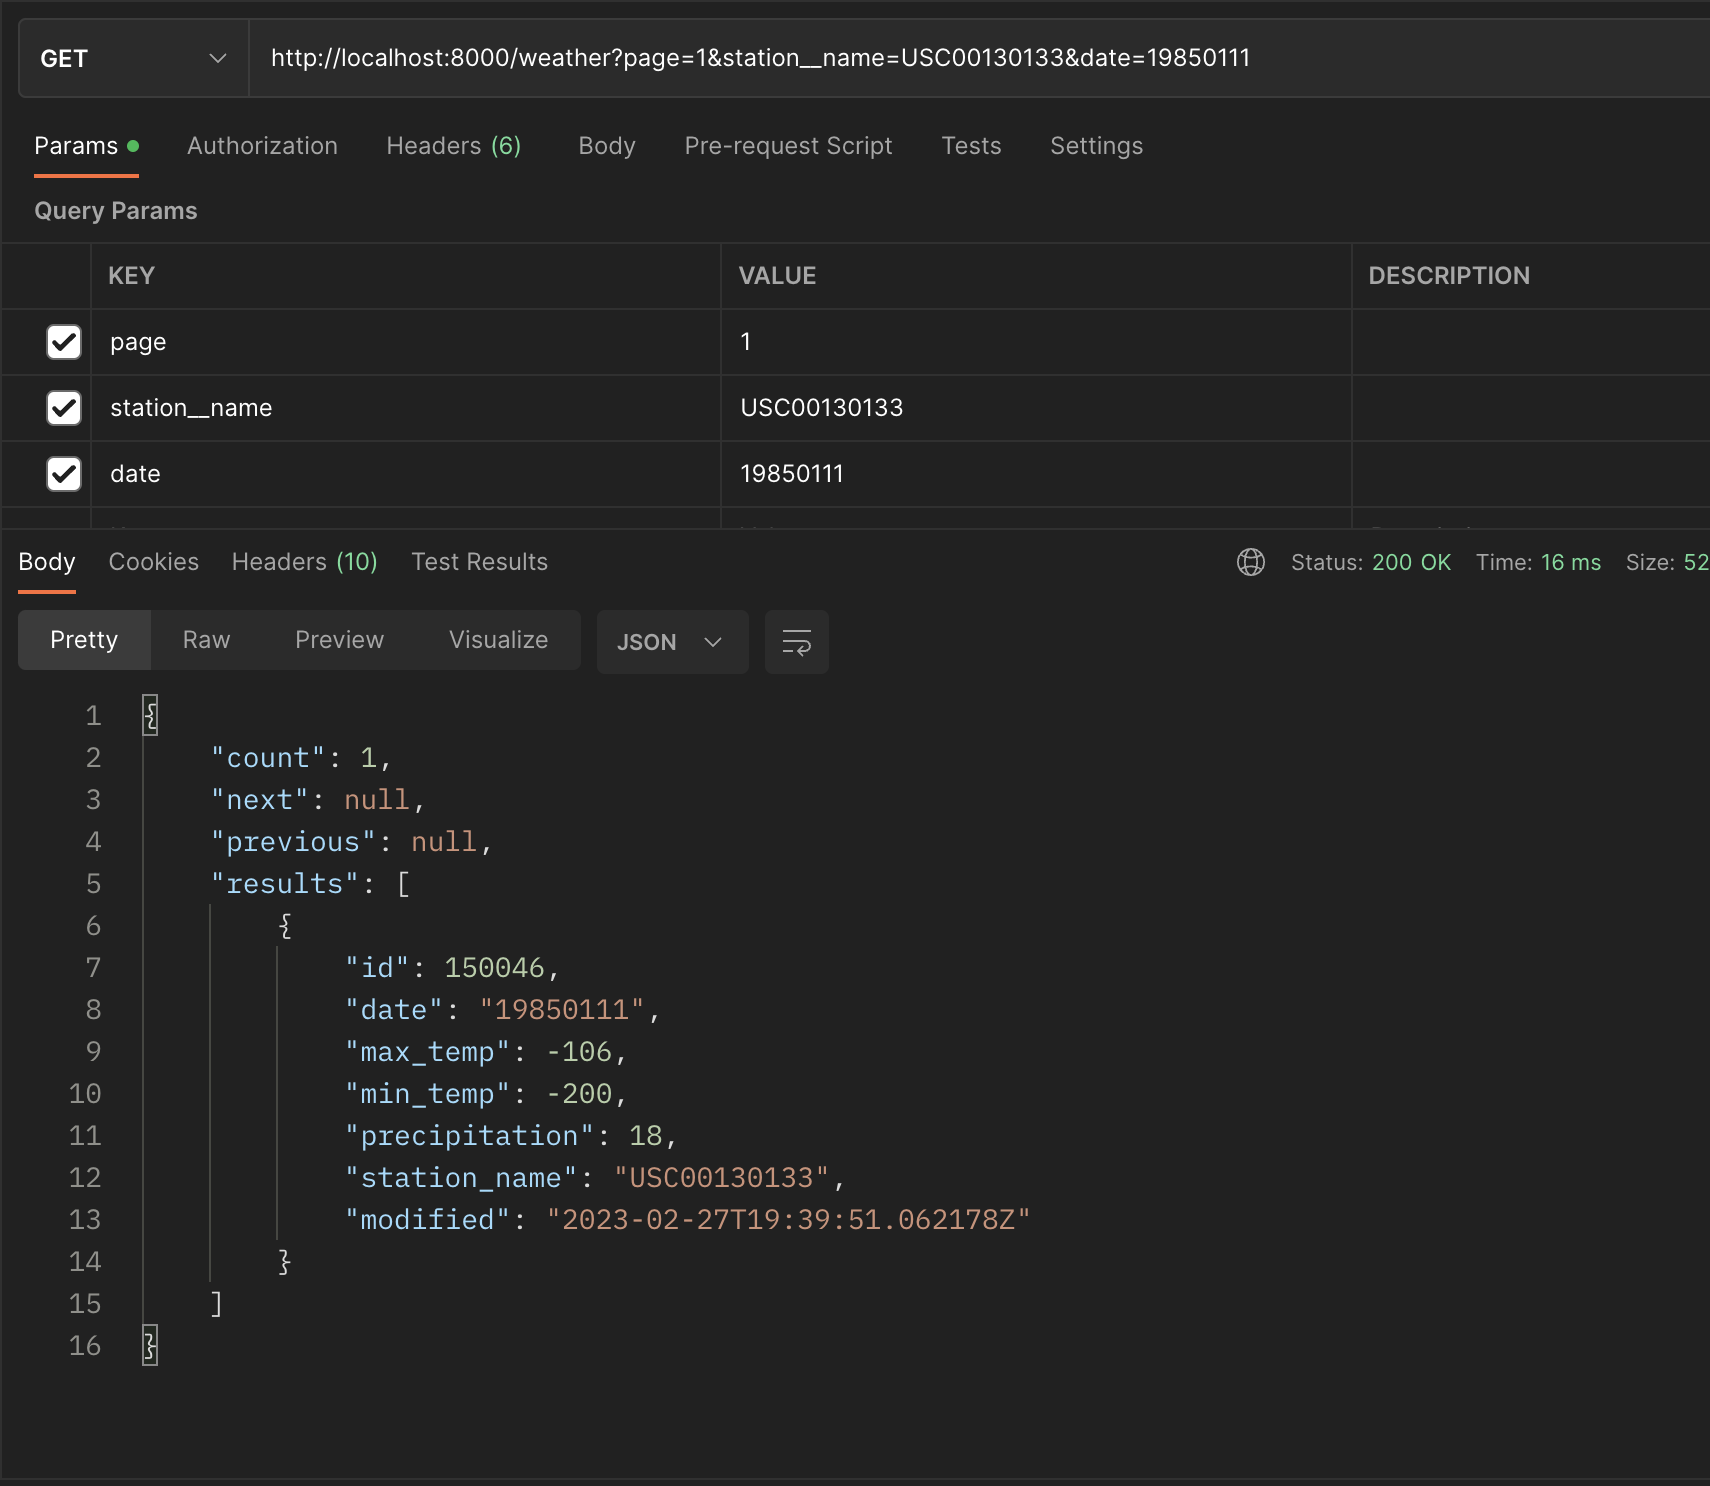 GET http://localhost:8000/weather?page=1&station__name=USC00130133&date=19850111
Params Authorization Headers (6) Body Pre-request Script Tests Settings
Query Params
KEY VALUE DESCRIPTION
page 1
station__name USC00130133
date 19850111
Body Cookies Headers (10) Test Results Status: 200 OK Time: 16 ms Size: 52
Pretty Raw Preview Visualize JSON
1 {
2 "count": 1,
3 "next": null,
4 "previous": null,
5 "results": [
6 {
7 "id": 150046,
8 "date": "19850111",
9 "max_temp": -106,
10 "min_temp": -200,
11 "precipitation": 18,
12 "station_name": "USC00130133",
13 "modified": "2023-02-27T19:39:51.062178Z"
14 }
15 ]
16 }